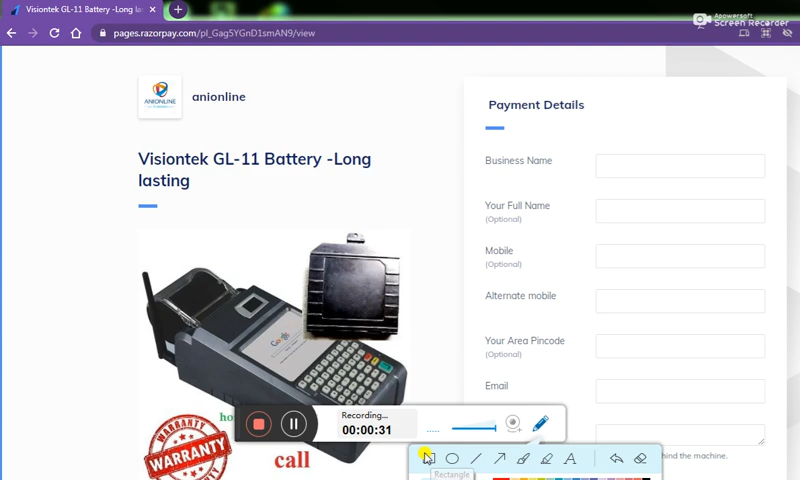 Visiontek GL-11 Battery -Long la
Apowersoft
Screen Recorder
pages.razorpay.com/pl_Gag5YGnD1smAN9/view
ANIONLINE
anionline
Visiontek GL-11 Battery -Long
lasting
Google
WARRANTY
WARRANTY
call
Payment Details
Business Name
Your Full Name
(Optional)
Mobile
(Optional)
Alternate mobile
Your Area Pincode
(Optional)
Email
hind the machine.
Recording...
00:00:31
Rectangle